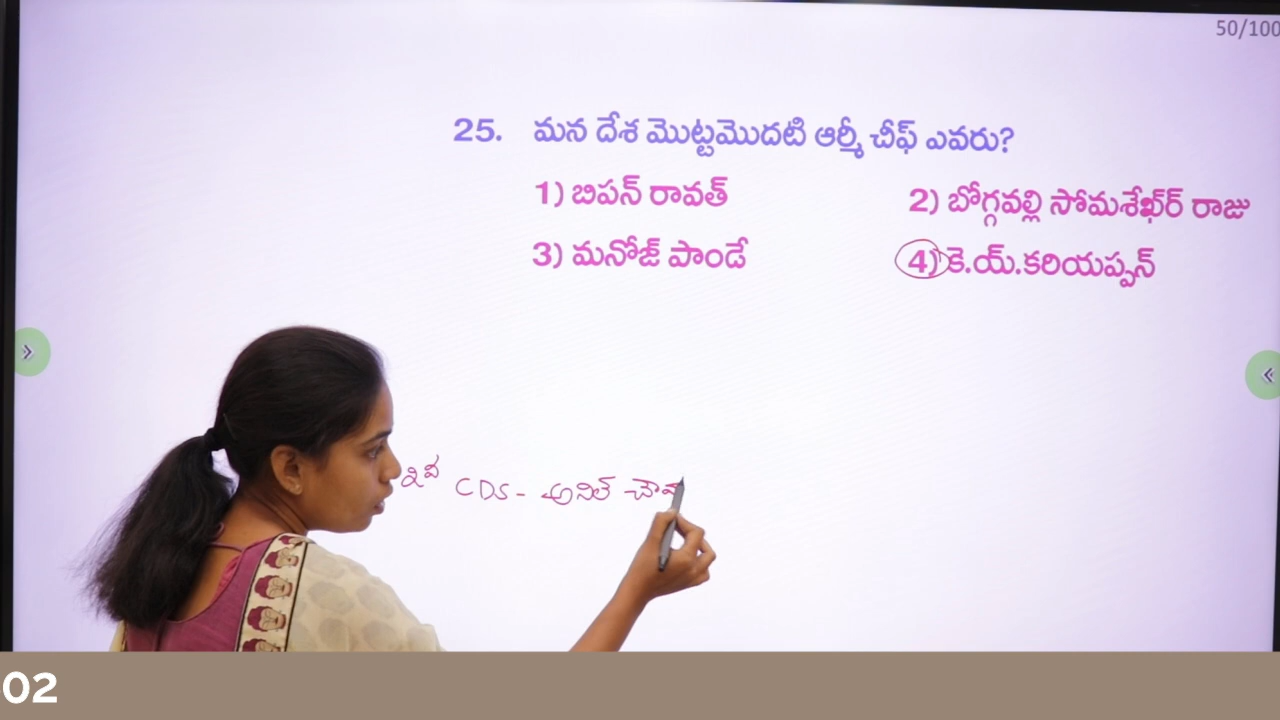 50/100
25. మన దేశ మొట్టమొదటి ఆర్మీ చీఫ్ ఎవరు?
1) బిపన్ రావత్
2) బోగ్గవల్లి సోమశేఖ్ర్ రాజు
3) మనోజ్ పాండే
4) కె.య్.కరియప్పన్
2వ CDS - అనిల్ చౌవ
02